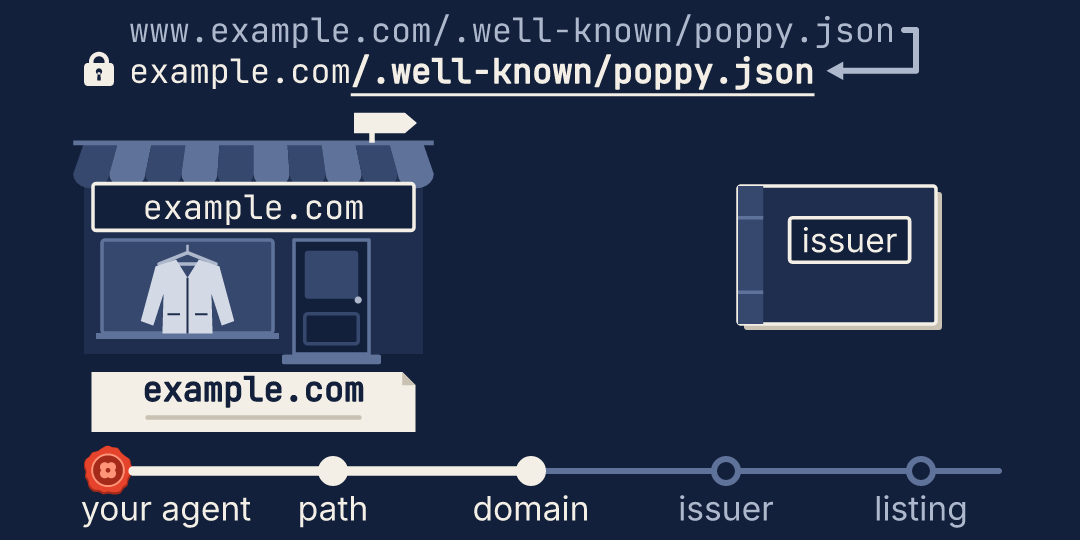 www.example.com/.well-known/poppy.json
example.com/.well-known/poppy.json
example.com
issuer
example.com
your agent path domain issuer listing